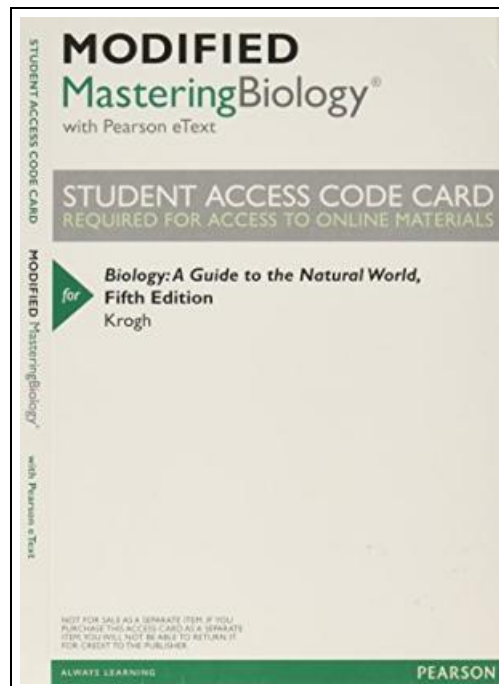 MODIFIED
MasteringBiology®
with Pearson eText
STUDENT ACCESS CODE CARD
REQUIRED FOR ACCESS TO ONLINE MATERIALS
for
Biology: A Guide to the Natural World,
Fifth Edition
Krogh
NOT FOR SALE AS A SEPARATE ITEM. IF YOU
PURCHASE THIS ACCESS CARD AS A SEPARATE
ITEM, YOU WILL NOT BE ABLE TO RETURN IT
FOR CREDIT TO THE PUBLISHER.
ALWAYS LEARNING
PEARSON
STUDENT ACCESS CODE CARD
MODIFIED MasteringBiology®
with Pearson eText